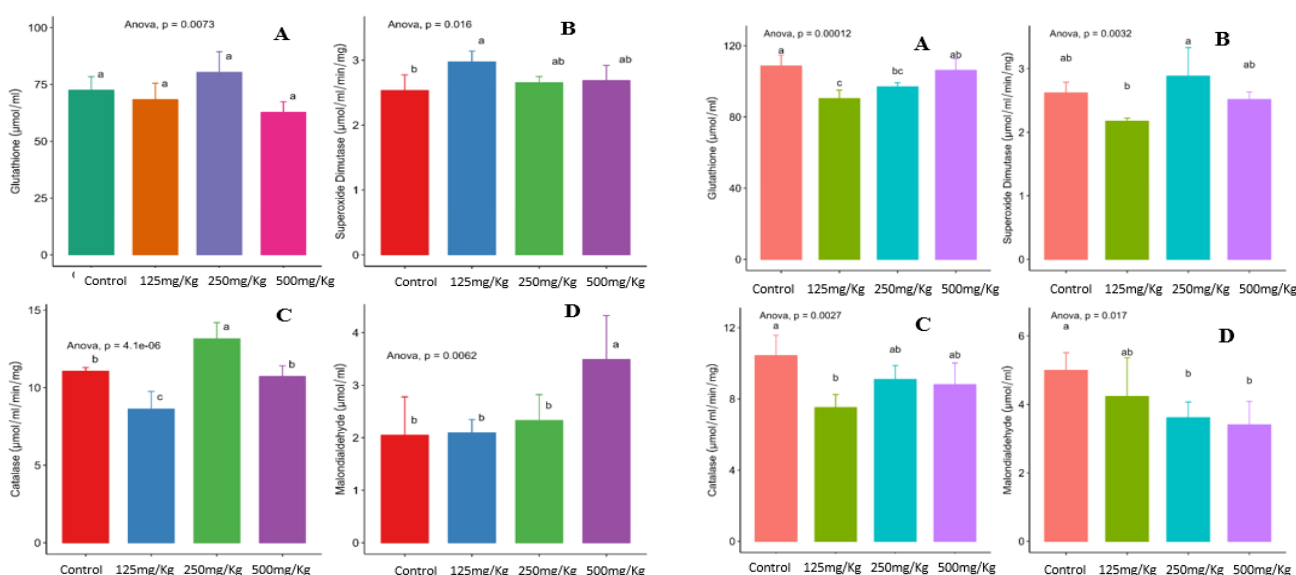 Anova, p = 0.0073
A
a
a
a
a
Glutathione (μmol/ml)
100
75
50
25
0
Control 125mg/Kg 250mg/Kg 500mg/Kg
Anova, p = 0.016
B
b
a
ab
ab
Superoxide Dimutase (μmol/ml/min/mg)
3
2
1
0
Control 125mg/Kg 250mg/Kg 500mg/Kg
Anova, p = 0.00012
A
a
c
bc
ab
Glutathione (μmol/ml)
120
80
40
0
Control 125mg/Kg 250mg/Kg 500mg/Kg
Anova, p = 0.0032
B
ab
b
a
ab
Superoxide Dimutase (μmol/ml/min/mg)
3
2
1
0
Control 125mg/Kg 250mg/Kg 500mg/Kg
Anova, p = 4.1e-06
C
b
c
a
b
Catalase (μmol/ml/min/mg)
15
10
5
0
Control 125mg/Kg 250mg/Kg 500mg/Kg
Anova, p = 0.0062
D
b
b
b
a
Malondialdehyde (μmol/ml)
4
3
2
1
0
Control 125mg/Kg 250mg/Kg 500mg/Kg
Anova, p = 0.0027
C
a
b
ab
ab
Catalase (μmol/ml/min/mg)
12
8
4
0
Control 125mg/Kg 250mg/Kg 500mg/Kg
Anova, p = 0.017
D
a
ab
b
b
Malondialdehyde (μmol/ml)
6
4
2
0
Control 125mg/Kg 250mg/Kg 500mg/Kg